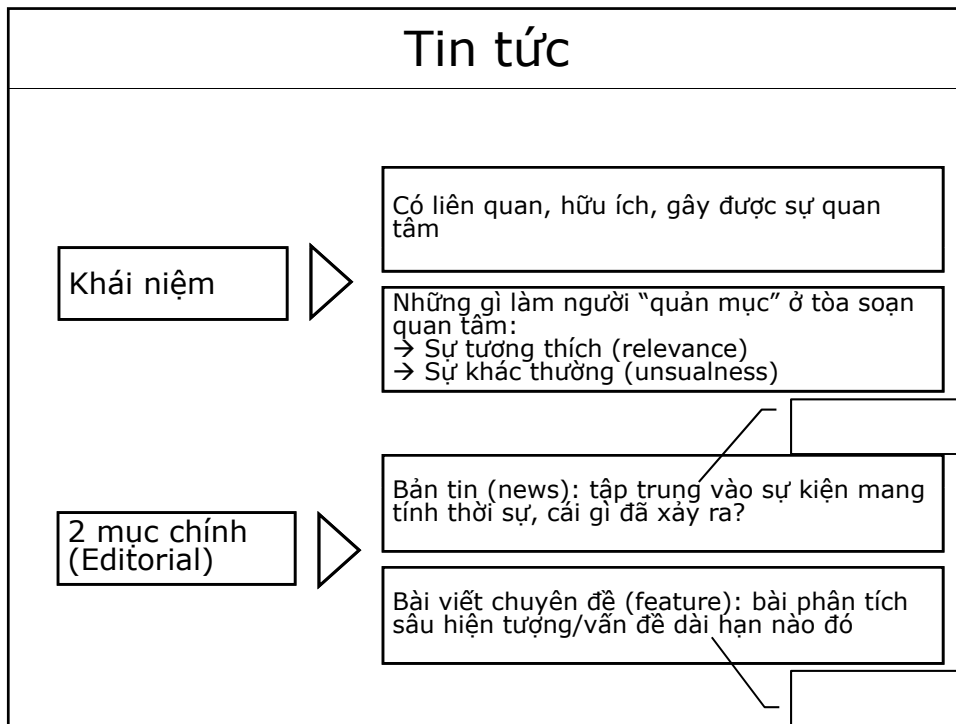 Tin tức
Khái niệm
Có liên quan, hữu ích, gây được sự quan
tâm
Những gì làm người “quản mục” ở tòa soạn
quan tâm:
→ Sự tương thích (relevance)
→ Sự khác thường (unsualness)
2 mục chính
(Editorial)
Bản tin (news): tập trung vào sự kiện mang
tính thời sự, cái gì đã xảy ra?
Bài viết chuyên đề (feature): bài phân tích
sâu hiện tượng/vấn đề dài hạn nào đó